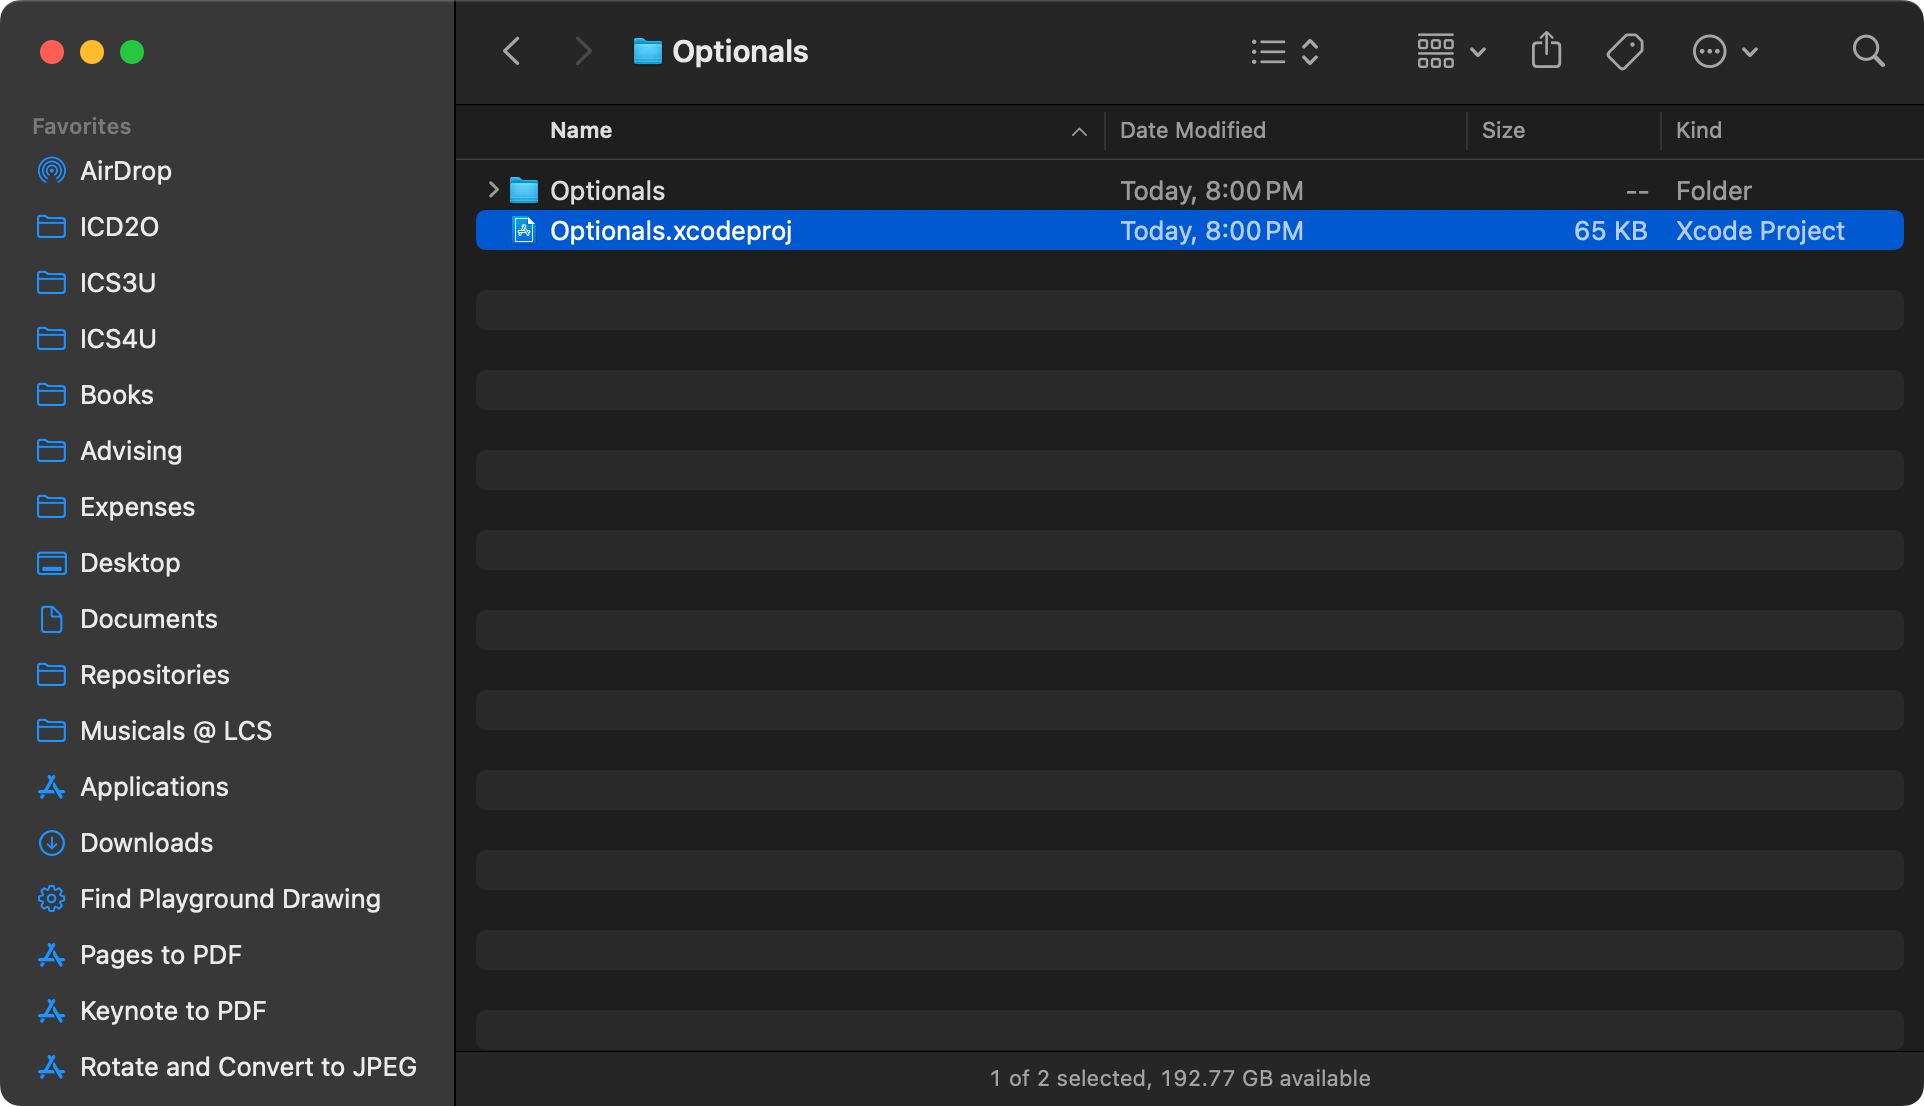 Optionals
Favorites
AirDrop
ICD2O
ICS3U
ICS4U
Books
Advising
Expenses
Desktop
Documents
Repositories
Musicals @ LCS
Applications
Downloads
Find Playground Drawing
Pages to PDF
Keynote to PDF
Rotate and Convert to JPEG
Name Date Modified Size Kind
Optionals Today, 8:00 PM -- Folder
Optionals.xcodeproj Today, 8:00 PM 65 KB Xcode Project
1 of 2 selected, 192.77 GB available